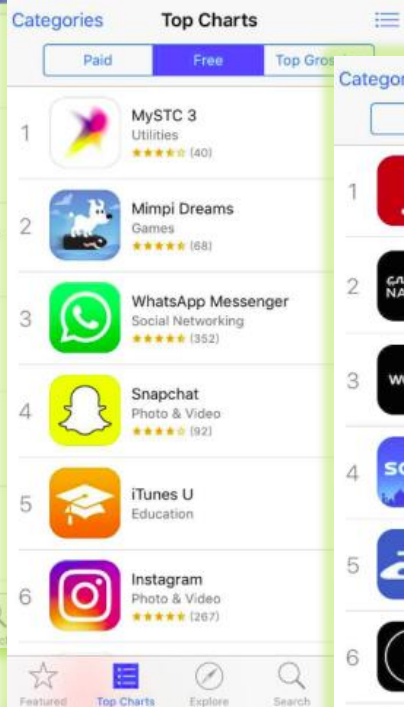 Categories Top Charts
Paid Free Top Gros
1 MySTC 3
Utilities
(40)
2 Mimpi Dreams
Games
(68)
3 WhatsApp Messenger
Social Networking
(352)
4 Snapchat
Photo & Video
(92)
5 iTunes U
Education
6 Instagram
Photo & Video
(267)
Featured Top Charts Explore Search
Categor
1
2
NA
3
4
5
6